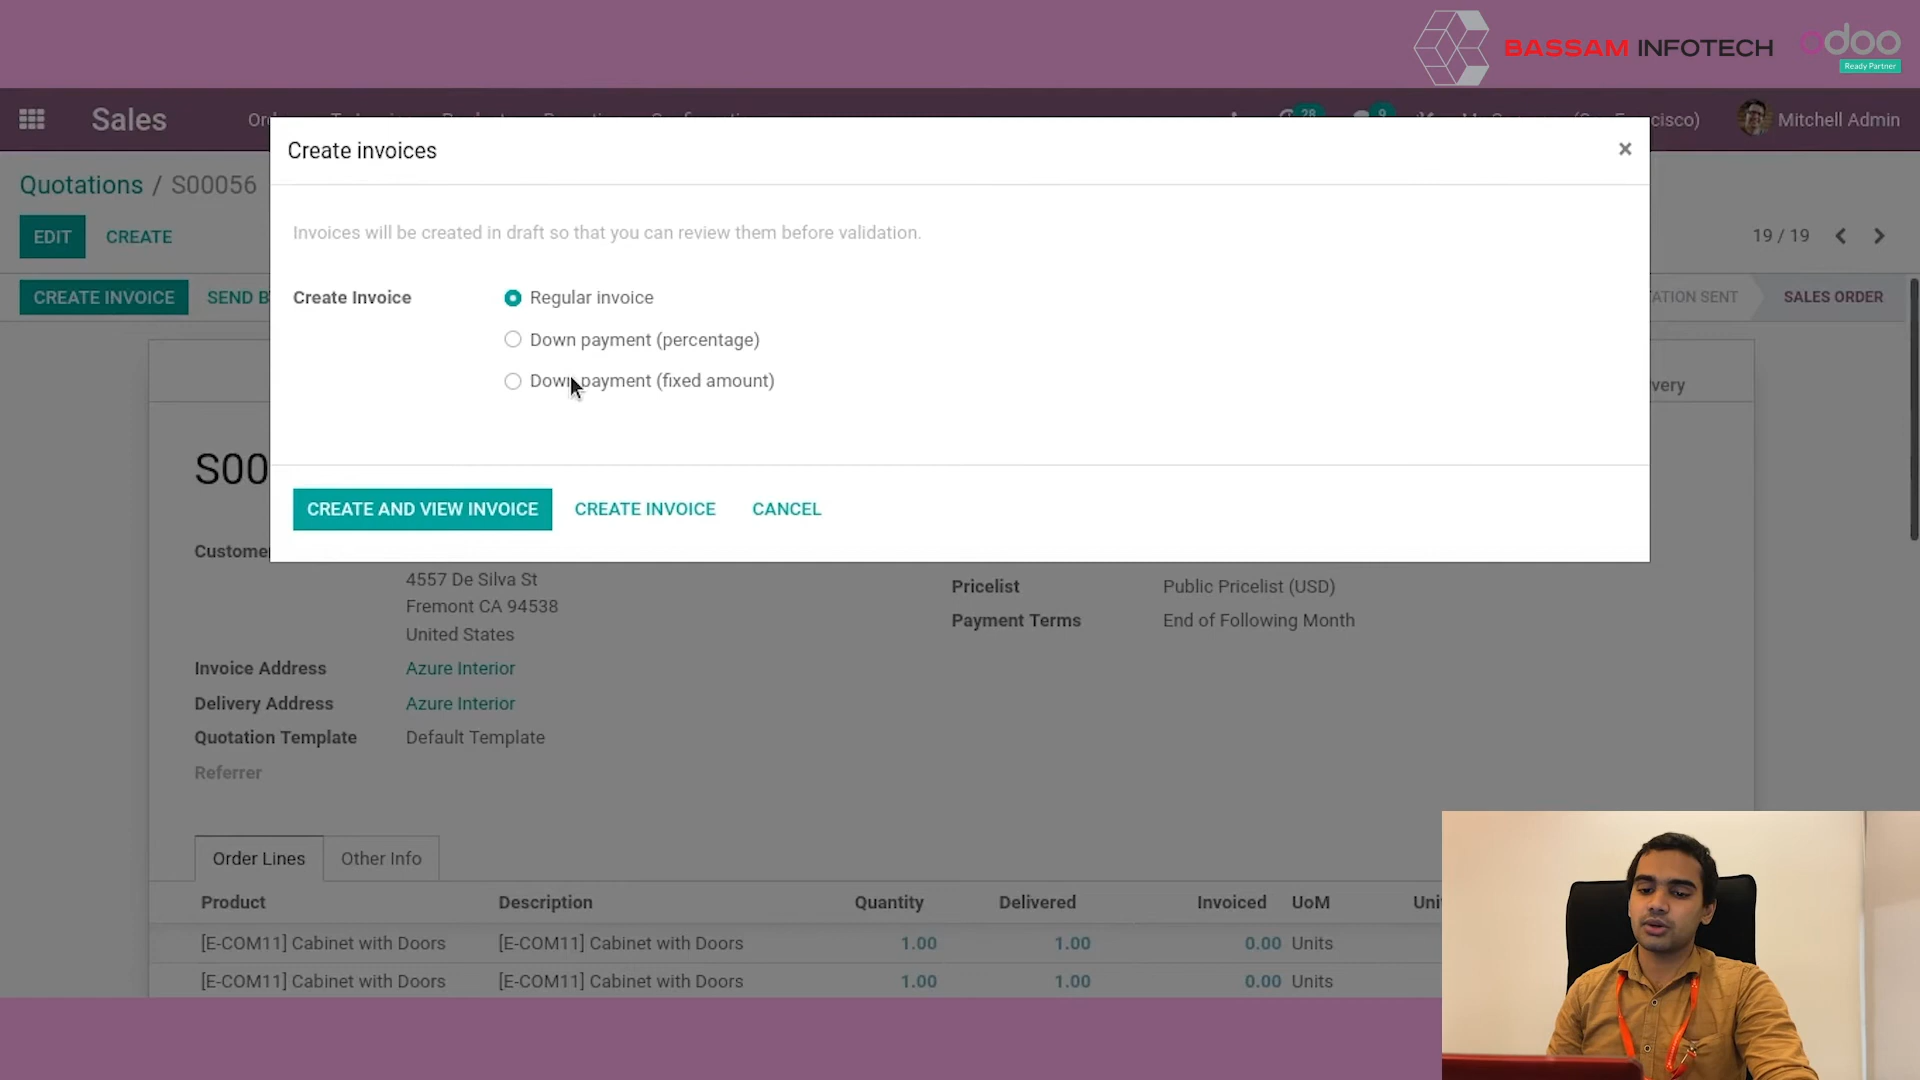 BASSAM INFOTECH
odoo
Ready Partner
Sales
28
9
Mitchell Admin
Create invoices
×
Quotations / S00056
EDIT
CREATE
19 / 19
Invoices will be created in draft so that you can review them before validation.
CREATE INVOICE
SEND
SALES ORDER
Create Invoice
Regular invoice
Down payment (percentage)
Down payment (fixed amount)
S00
CREATE AND VIEW INVOICE
CREATE INVOICE
CANCEL
4557 De Silva St
Fremont CA 94538
United States
Pricelist
Public Pricelist (USD)
Payment Terms
End of Following Month
Invoice Address
Azure Interior
Delivery Address
Azure Interior
Quotation Template
Default Template
Referrer
Order Lines
Other Info
Product Description Quantity Delivered Invoiced UoM
[E-COM11] Cabinet with Doors [E-COM11] Cabinet with Doors 1.00 1.00 0.00 Units
[E-COM11] Cabinet with Doors [E-COM11] Cabinet with Doors 1.00 1.00 0.00 Units